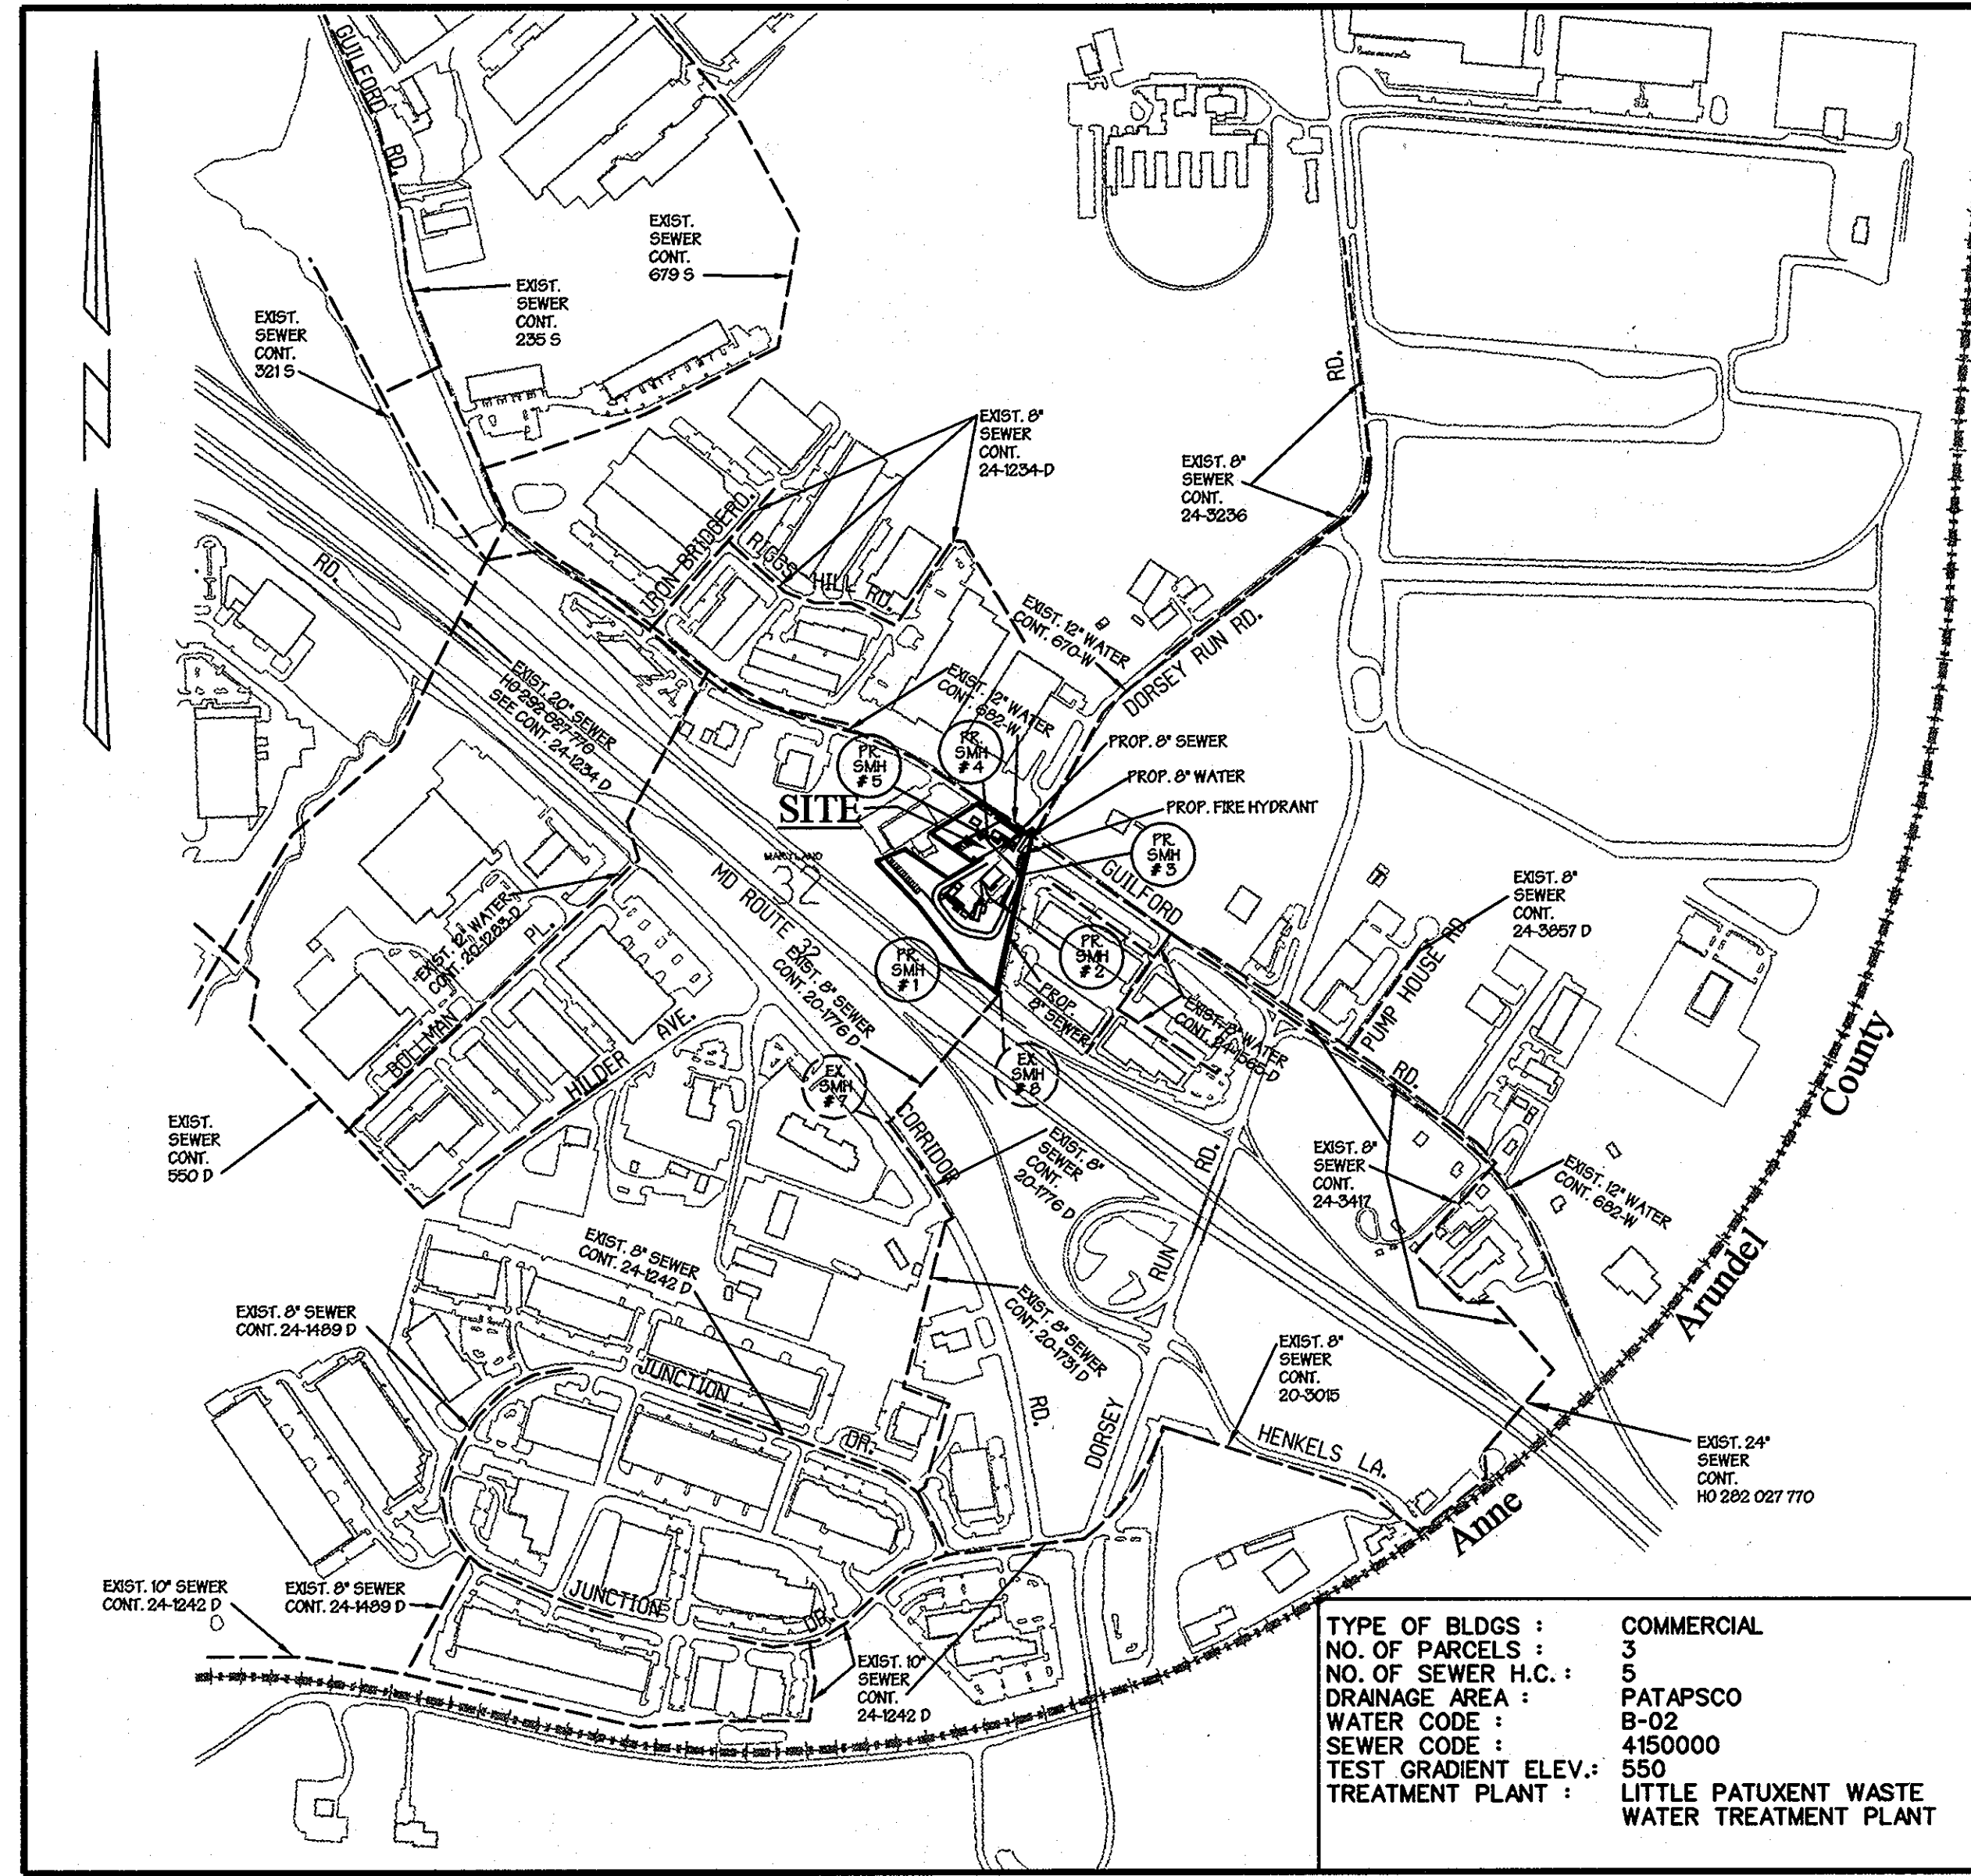 GUILFORD
RD.
EXIST.
SEWER
CONT.
679 S
EXIST.
SEWER
CONT.
235 S
EXIST.
SEWER
CONT.
321 S
N
EXIST. 8"
SEWER
CONT.
24-1234-D
RD.
EXIST. 8"
SEWER
CONT.
24-3236
IRON BRIDGE RD.
RIGGS HILL RD.
RD.
EXIST. 12" WATER
CONT. 670-W
DORSEY RUN RD.
EXIST. 20" SEWER
SEE CONT. 24-1234 D
EXIST. 12" WATER
CONT. 682-W
PR.
SMH
#5
PR.
SMH
#4
PROP. 8" SEWER
PROP. 8" WATER
PROP. FIRE HYDRANT
SITE
PR.
SMH
#3
MARYLAND
32
MD ROUTE 32
GUILFORD
EXIST. 8"
SEWER
CONT.
24-3857 D
PUMP HOUSE RD
EXIST. 12" WATER
CONT. 20-1283-D
BOLLMAN PL.
HILDER AVE.
EXIST. 8" SEWER
CONT. 20-1776 D
PR.
SMH
#1
PR.
SMH
#2
PROP.
8" SEWER
EXIST. 8" WATER
CONT. 24-1565-D
EX.
SMH
#7
EX.
SMH
#8
RD.
County
EXIST.
SEWER
CONT.
550 D
CORRIDOR
EXIST. 8"
SEWER
CONT.
20-1776 D
RD.
EXIST. 8"
SEWER
CONT.
24-3417
EXIST. 12" WATER
CONT. 682-W
RUN
Arundel
EXIST. 8" SEWER
CONT. 24-1242 D
EXIST. 8" SEWER
CONT. 24-1489 D
EXIST. 8" SEWER
CONT. 20-1731 D
EXIST. 8"
SEWER
CONT.
20-3015
JUNCTION
DR.
RD.
DORSEY
HENKELS LA.
EXIST. 24"
SEWER
CONT.
HO 282 027 770
Anne
EXIST. 10" SEWER
CONT. 24-1242 D
EXIST. 8" SEWER
CONT. 24-1489 D
JUNCTION
DR.
EXIST. 10"
SEWER
CONT.
24-1242 D
TYPE OF BLDGS : COMMERCIAL
NO. OF PARCELS : 3
NO. OF SEWER H.C. : 5
DRAINAGE AREA : PATAPSCO
WATER CODE : B-02
SEWER CODE : 4150000
TEST GRADIENT ELEV.: 550
TREATMENT PLANT : LITTLE PATUXENT WASTE
WATER TREATMENT PLANT